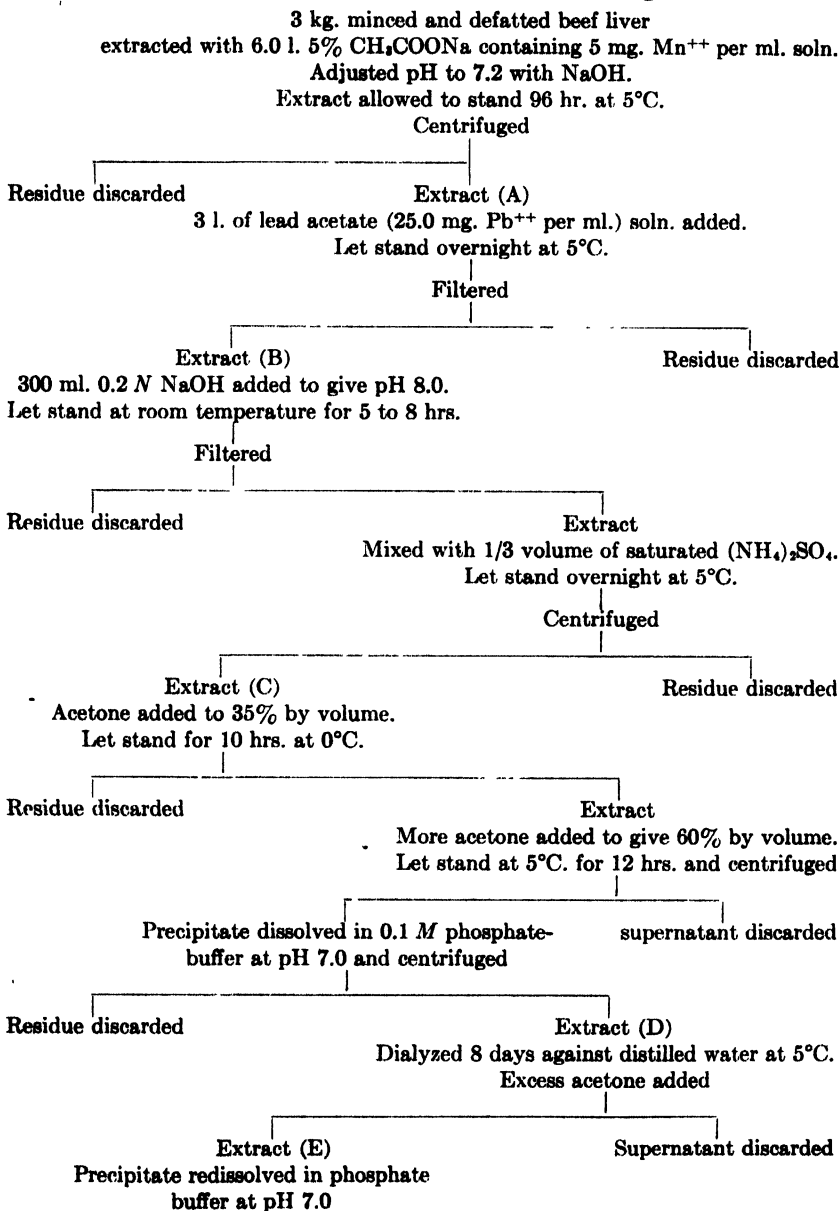 3 kg. minced and defatted beef liver
extracted with 6.0 l. 5% CH₃COONa containing 5 mg. Mn⁺⁺ per ml. soln.
Adjusted pH to 7.2 with NaOH.
Extract allowed to stand 96 hr. at 5°C.
Centrifuged
Residue discarded Extract (A)
3 l. of lead acetate (25.0 mg. Pb⁺⁺ per ml.) soln. added.
Let stand overnight at 5°C.
Filtered
Extract (B) Residue discarded
300 ml. 0.2 N NaOH added to give pH 8.0.
Let stand at room temperature for 5 to 8 hrs.
Filtered
Residue discarded Extract
Mixed with 1/3 volume of saturated (NH₄)₂SO₄.
Let stand overnight at 5°C.
Centrifuged
Extract (C) Residue discarded
Acetone added to 35% by volume.
Let stand for 10 hrs. at 0°C.
Residue discarded Extract
More acetone added to give 60% by volume.
Let stand at 5°C. for 12 hrs. and centrifuged
Precipitate dissolved in 0.1 M phosphate- supernatant discarded
buffer at pH 7.0 and centrifuged
Residue discarded Extract (D)
Dialyzed 8 days against distilled water at 5°C.
Excess acetone added
Extract (E) Supernatant discarded
Precipitate redissolved in phosphate
buffer at pH 7.0